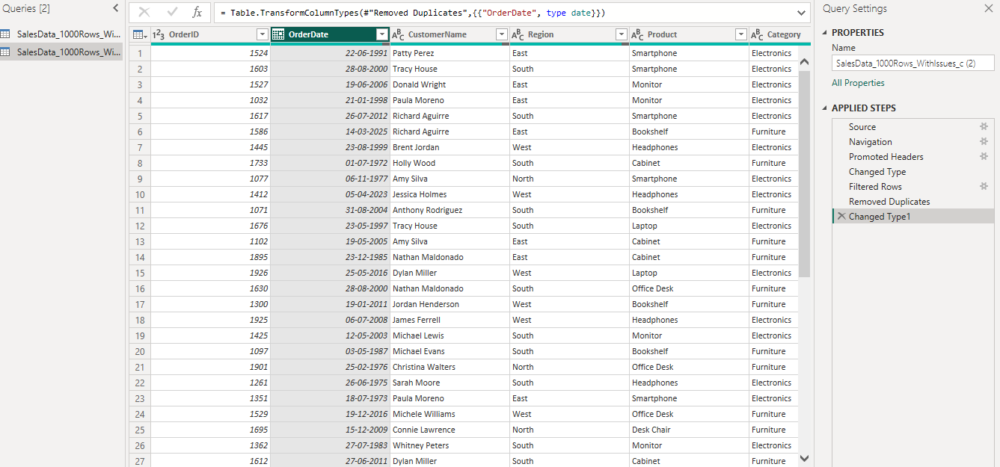 Queries [2]
SalesData_1000Rows_Wi...
SalesData_1000Rows_Wi...
fx = Table.TransformColumnTypes(#"Removed Duplicates",{{"OrderDate", type date}})
1²3 OrderID OrderDate ABC CustomerName ABC Region ABC Product ABC Category
1 1524 22-06-1991 Patty Perez East Smartphone Electronics
2 1603 28-08-2000 Tracy House South Smartphone Electronics
3 1527 19-06-2006 Donald Wright East Monitor Electronics
4 1032 21-01-1998 Paula Moreno East Monitor Electronics
5 1617 26-07-2012 Richard Aguirre South Smartphone Electronics
6 1586 14-03-2025 Richard Aguirre East Bookshelf Furniture
7 1445 23-08-1999 Brent Jordan West Headphones Electronics
8 1733 01-07-1972 Holly Wood South Cabinet Furniture
9 1077 06-11-1977 Amy Silva North Smartphone Electronics
10 1412 05-04-2023 Jessica Holmes West Headphones Electronics
11 1071 31-08-2004 Anthony Rodriguez South Bookshelf Furniture
12 1676 23-05-1997 Tracy House South Laptop Electronics
13 1102 19-05-2005 Amy Silva East Cabinet Furniture
14 1895 23-12-1985 Nathan Maldonado East Cabinet Furniture
15 1926 25-05-2016 Dylan Miller West Laptop Electronics
16 1630 28-08-2000 Nathan Maldonado South Office Desk Furniture
17 1300 19-01-2011 Jordan Henderson West Bookshelf Furniture
18 1925 06-07-2008 James Ferrell West Headphones Electronics
19 1425 12-05-2003 Michael Lewis South Monitor Electronics
20 1097 03-05-1987 Michael Evans South Bookshelf Furniture
21 1901 25-02-1976 Christina Walters North Office Desk Furniture
22 1261 26-06-1975 Sarah Moore South Headphones Electronics
23 1351 18-07-1973 Paula Moreno East Smartphone Electronics
24 1529 19-12-2016 Michele Williams West Office Desk Furniture
25 1695 15-12-2009 Connie Lawrence North Desk Chair Furniture
26 1362 27-07-1983 Whitney Peters South Monitor Electronics
27 1612 27-06-2011 Dylan Miller South Cabinet Furniture
Query Settings
PROPERTIES
Name
SalesData_1000Rows_WithIssues_c (2)
All Properties
APPLIED STEPS
Source
Navigation
Promoted Headers
Changed Type
Filtered Rows
Removed Duplicates
Changed Type1